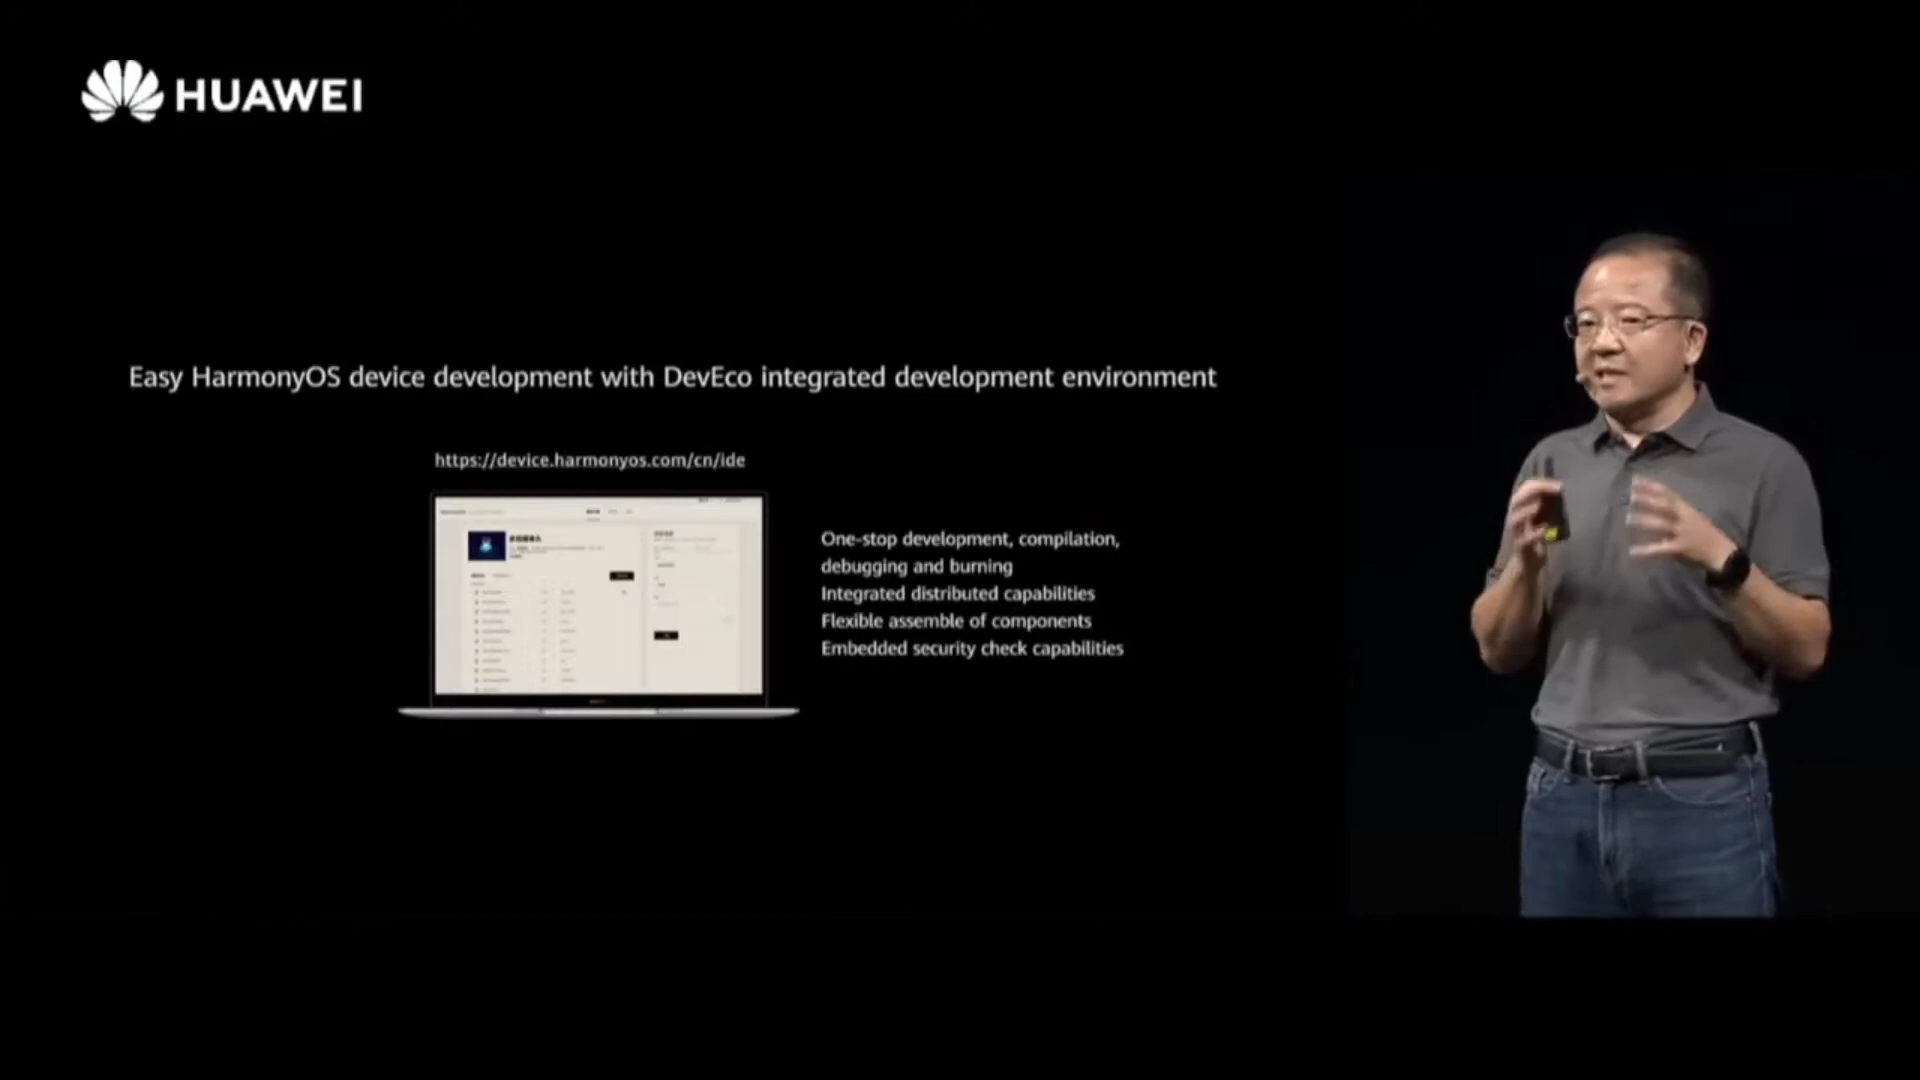 HUAWEI
Easy HarmonyOS device development with DevEco integrated development environment
https://device.harmonyos.com/cn/ide
One-stop development, compilation,
debugging and burning
Integrated distributed capabilities
Flexible assemble of components
Embedded security check capabilities